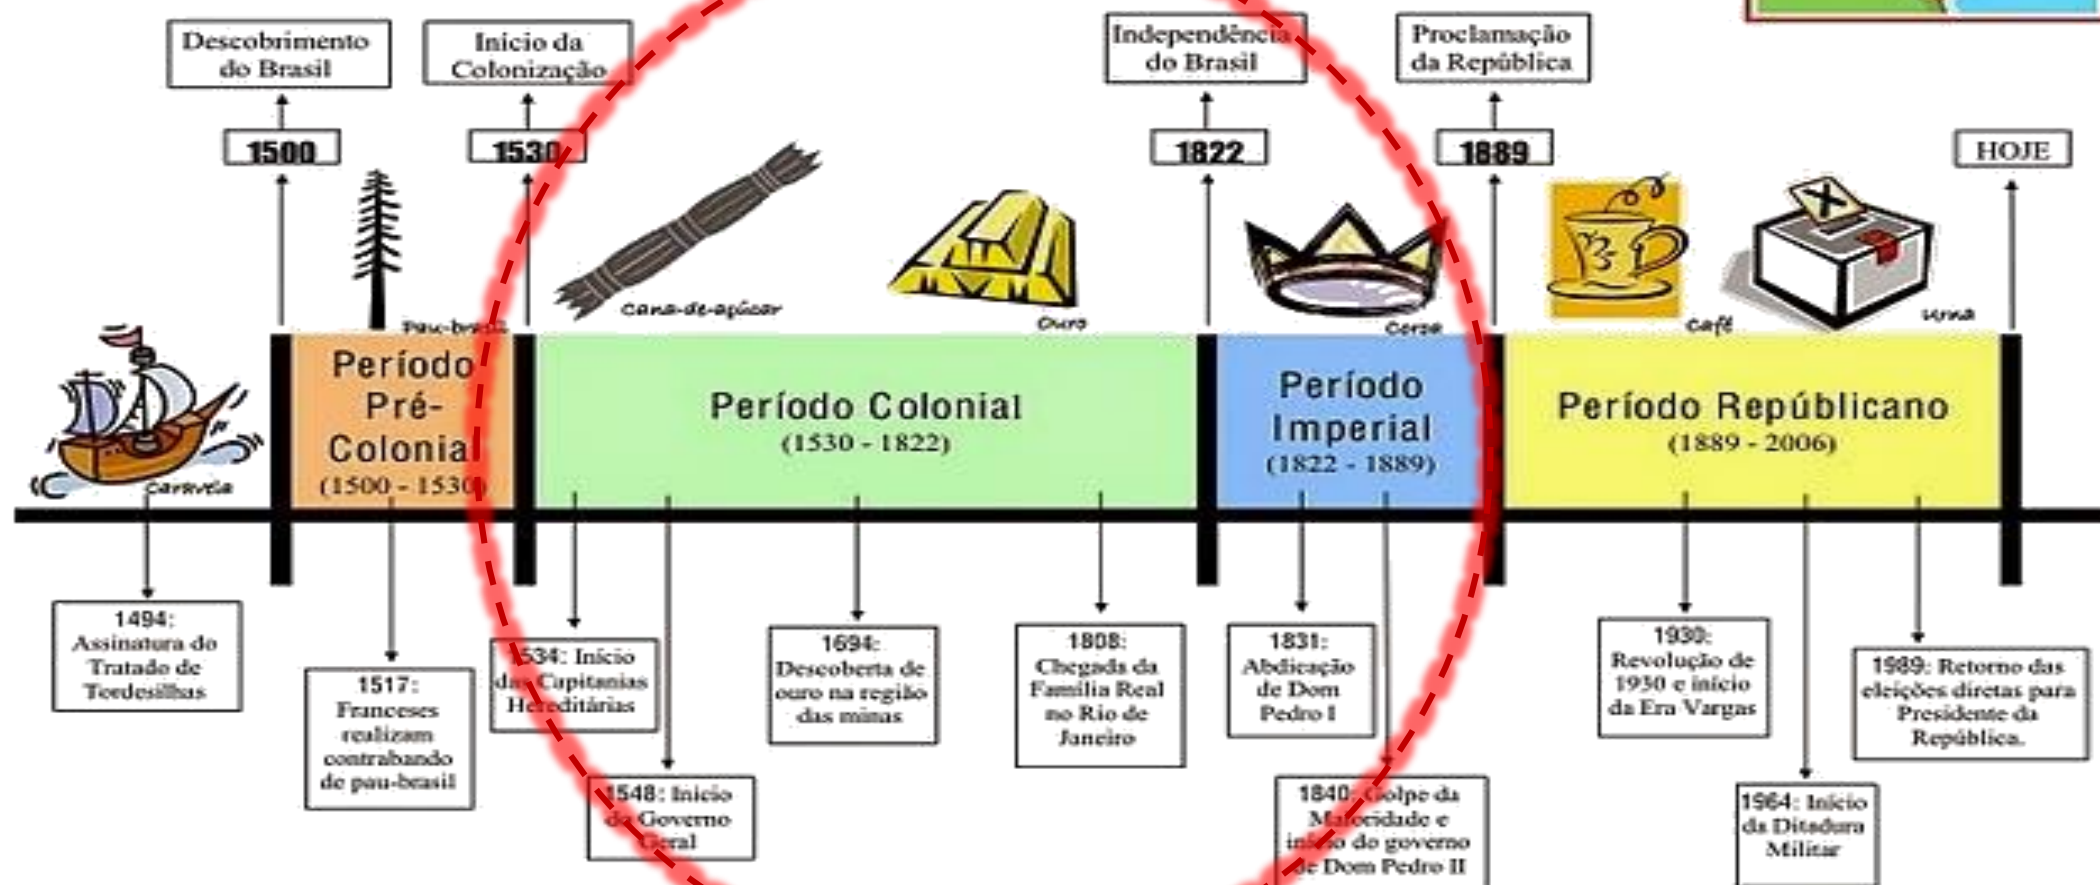 Descobrimento
do Brasil
Início da
Colonização
Independência
do Brasil
Proclamação
da República
1500
1530
1822
1889
HOJE
Cana-de-açúcar
Ouro
Coroa
Café
Urna
Pau-brasil
Caravela
Período
Pré-
Colonial
(1500 - 1530)
Período Colonial
(1530 - 1822)
Período
Imperial
(1822 - 1889)
Período Repúblicano
(1889 - 2006)
1494:
Assinatura do
Tratado de
Tordesilhas
1517:
Franceses
realizam
contrabando
de pau-brasil
1534: Início
das Capitanias
Hereditárias
1548: Início
do Governo
Geral
1694:
Descoberta de
ouro na região
das minas
1808:
Chegada da
Família Real
no Rio de
Janeiro
1831:
Abdicação
de Dom
Pedro I
1840: Golpe da
Maioridade e
início do governo
de Dom Pedro II
1930:
Revolução de
1930 e início
da Era Vargas
1964: Início
da Ditadura
Militar
1989: Retorno das
eleições diretas para
Presidente da
República.